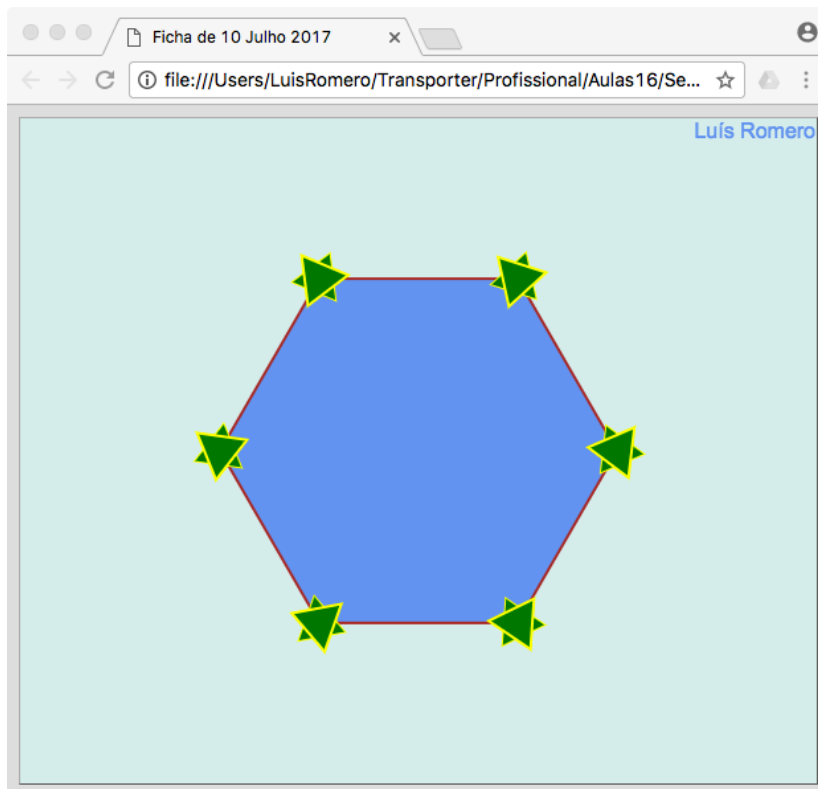 Ficha de 10 Julho 2017
file:///Users/LuisRomero/Transporter/Profissional/Aulas16/Se...
Luís Romero